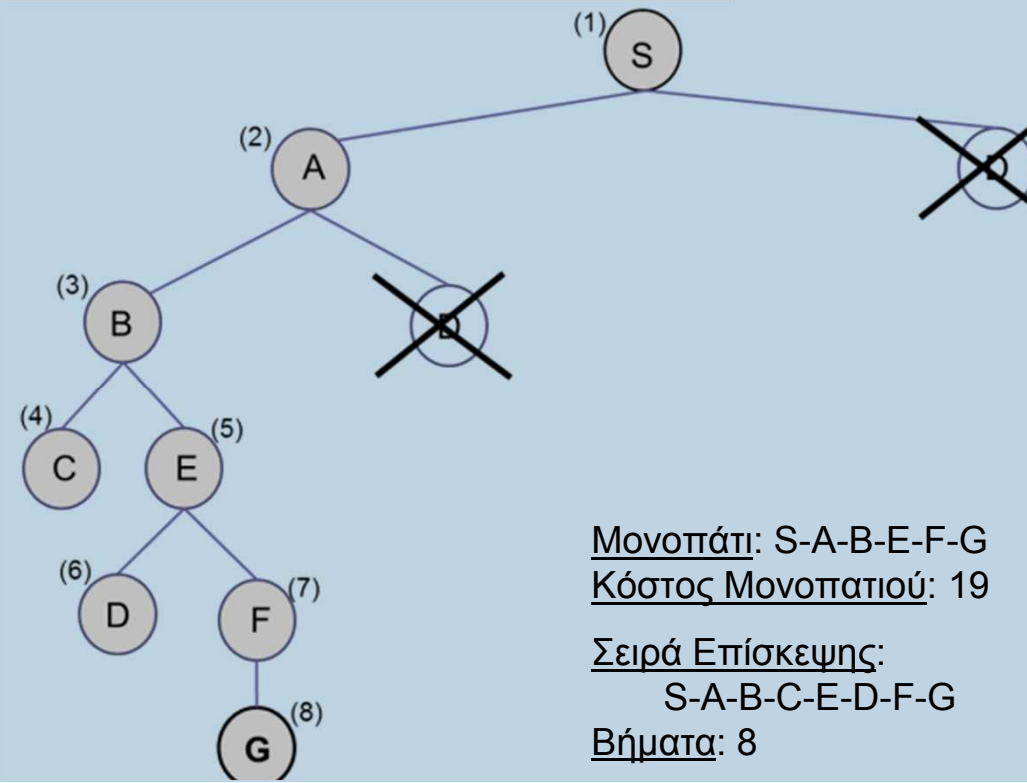 (1)
S
(2)
A
D
(3)
B
D
(4)
C
(5)
E
(6)
D
(7)
F
(8)
G
Μονοπάτι: S-A-B-E-F-G
Κόστος Μονοπατιού: 19
Σειρά Επίσκεψης:
S-A-B-C-E-D-F-G
Βήματα: 8